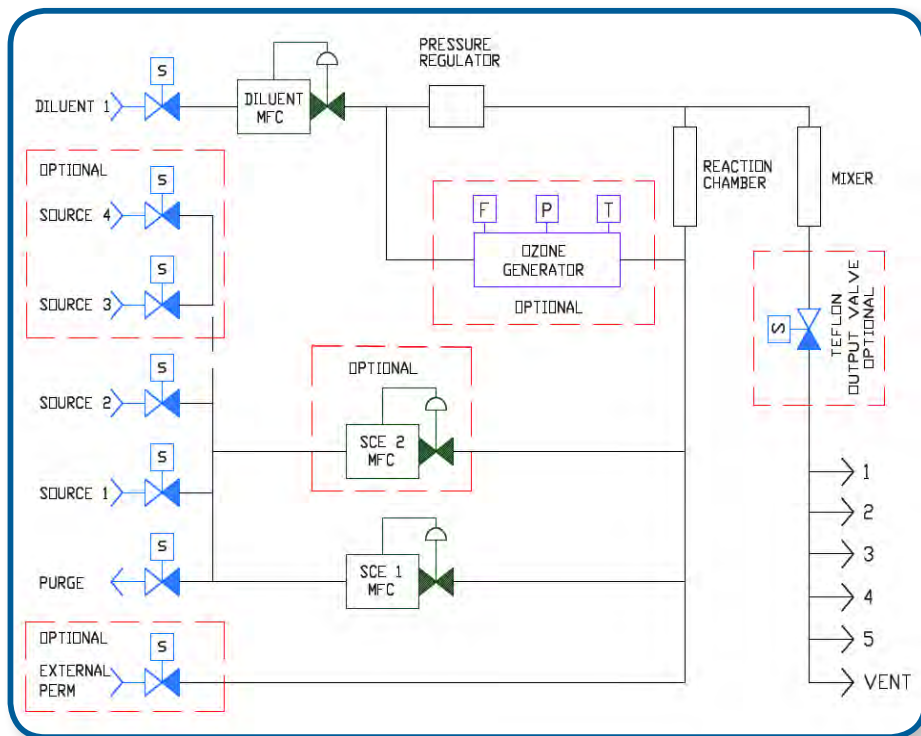 PRESSURE
REGULATOR
S
DILUENT 1
DILUENT
MFC
OPTIONAL
S
SOURCE 4
REACTION
CHAMBER
MIXER
F P T
OZONE
GENERATOR
OPTIONAL
S
SOURCE 3
S
TEFLON
OUTPUT VALVE
OPTIONAL
S
SOURCE 2
OPTIONAL
SCE 2
MFC
S
SOURCE 1
1
2
3
4
5
VENT
S
PURGE
SCE 1
MFC
OPTIONAL
S
EXTERNAL
PERM